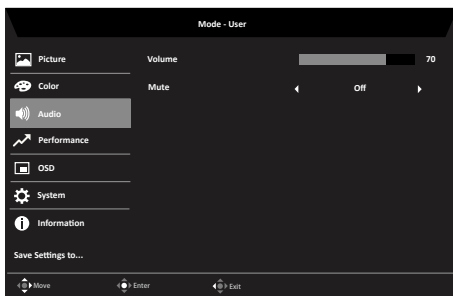 Mode - User
Picture
Volume
70
Color
Mute
Off
Audio
Performance
OSD
System
Information
Save Settings to...
Move
Enter
Exit